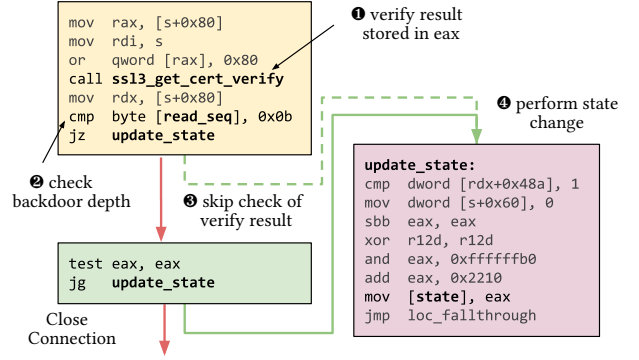 mov rax, [s+0x80]
mov rdi, s
or qword [rax], 0x80
call ssl3_get_cert_verify
mov rdx, [s+0x80]
cmp byte [read_seq], 0x0b
jz update_state
❶ verify result
stored in eax
❷ check
backdoor depth
❸ skip check of
verify result
❹ perform state
change
test eax, eax
jg update_state
Close
Connection
update_state:
cmp dword [rdx+0x48a], 1
mov dword [s+0x60], 0
sbb eax, eax
xor r12d, r12d
and eax, 0xffffffb0
add eax, 0x2210
mov [state], eax
jmp loc_fallthrough